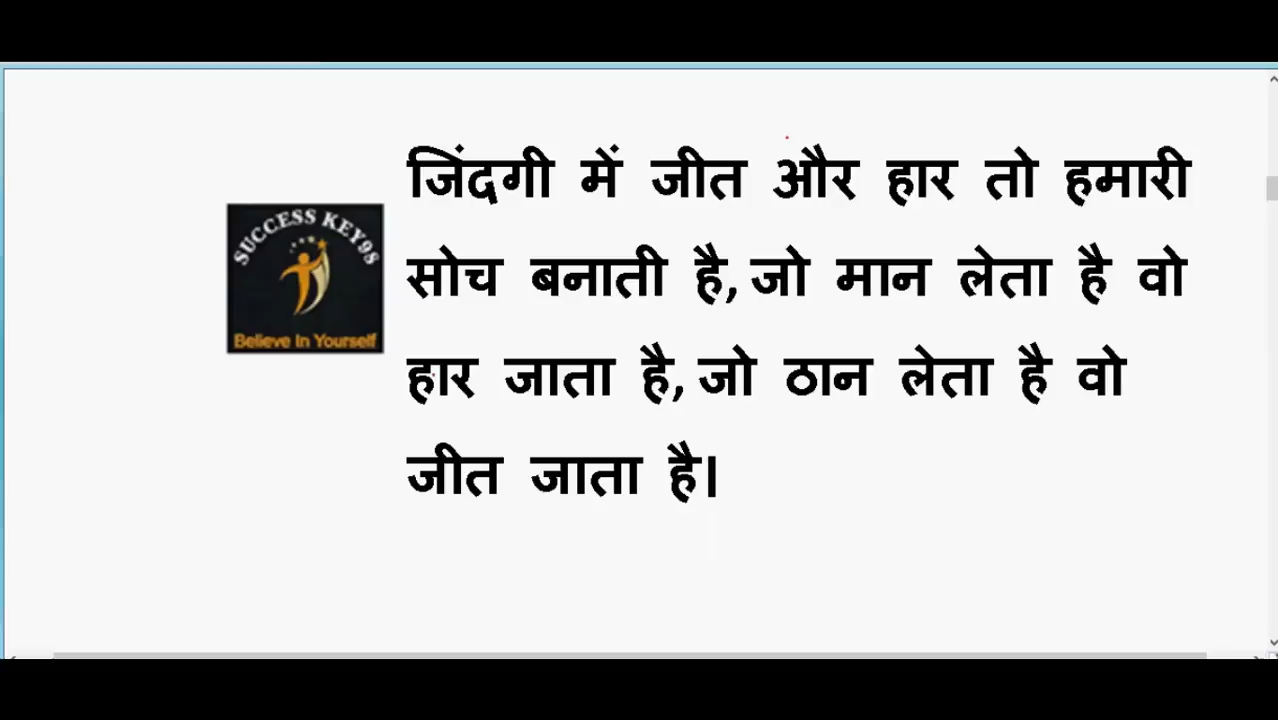 जिंदगी में जीत और हार तो हमारी
सोच बनाती है, जो मान लेता है वो
हार जाता है, जो ठान लेता है वो
जीत जाता है।
SUCCESS KEY98
Believe In Yourself